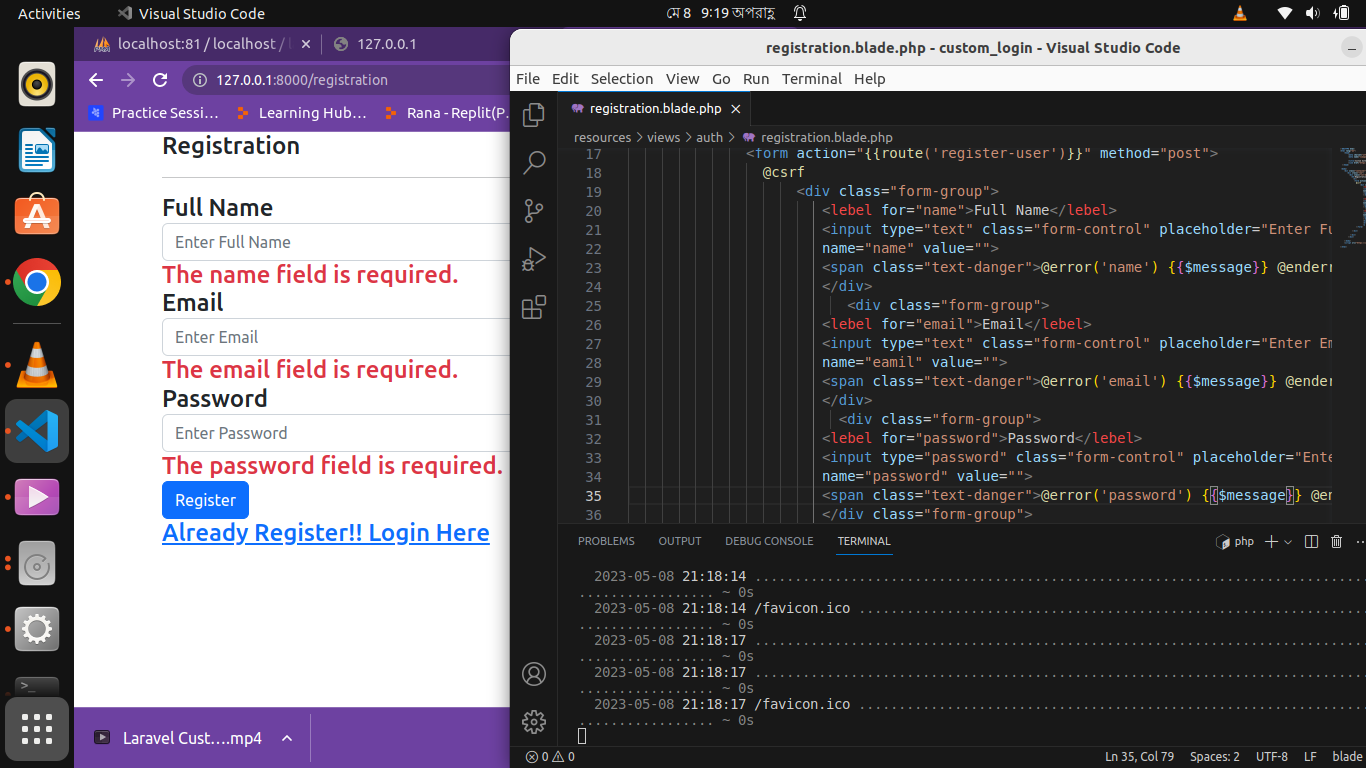 Activities
Visual Studio Code
মে 8 9:19 অপরাহ্ণ
localhost:81 / localhost /
127.0.0.1
127.0.0.1:8000/registration
Practice Sessi…
Learning Hub…
Rana - Replit(P.
Registration
Full Name
Enter Full Name
The name field is required.
Email
Enter Email
The email field is required.
Password
Enter Password
The password field is required.
Register
Already Register!! Login Here
Laravel Cust….mp4
registration.blade.php - custom_login - Visual Studio Code
File Edit Selection View Go Run Terminal Help
registration.blade.php
resources > views > auth > registration.blade.php
17 <form action="{{route('register-user')}}" method="post">
18 @csrf
19 <div class="form-group">
20 <lebel for="name">Full Name</lebel>
21 <input type="text" class="form-control" placeholder="Enter Fu
22 name="name" value="">
23 <span class="text-danger">@error('name') {{$message}} @enderr
24 </div>
25 <div class="form-group">
26 <lebel for="email">Email</lebel>
27 <input type="text" class="form-control" placeholder="Enter Em
28 name="eamil" value="">
29 <span class="text-danger">@error('email') {{$message}} @ender
30 </div>
31 <div class="form-group">
32 <lebel for="password">Password</lebel>
33 <input type="password" class="form-control" placeholder="Ente
34 name="password" value="">
35 <span class="text-danger">@error('password') {{$message}} @er
36 </div class="form-group">
PROBLEMS OUTPUT DEBUG CONSOLE TERMINAL
php
2023-05-08 21:18:14 ..........................................................................
................. ~ 0s
2023-05-08 21:18:14 /favicon.ico ...............................................................
................. ~ 0s
2023-05-08 21:18:17 ..........................................................................
................. ~ 0s
2023-05-08 21:18:17 ..........................................................................
................. ~ 0s
2023-05-08 21:18:17 /favicon.ico ...............................................................
................. ~ 0s
0 0
Ln 35, Col 79 Spaces: 2 UTF-8 LF blade